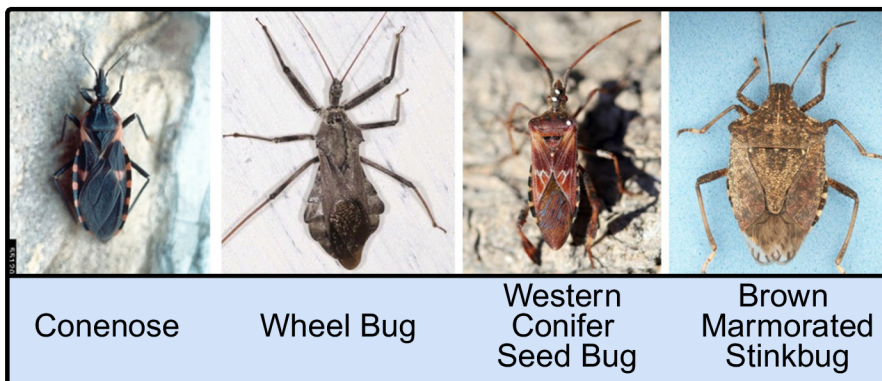 Conenose
Wheel Bug
Western
Conifer
Seed Bug
Brown
Marmorated
Stinkbug